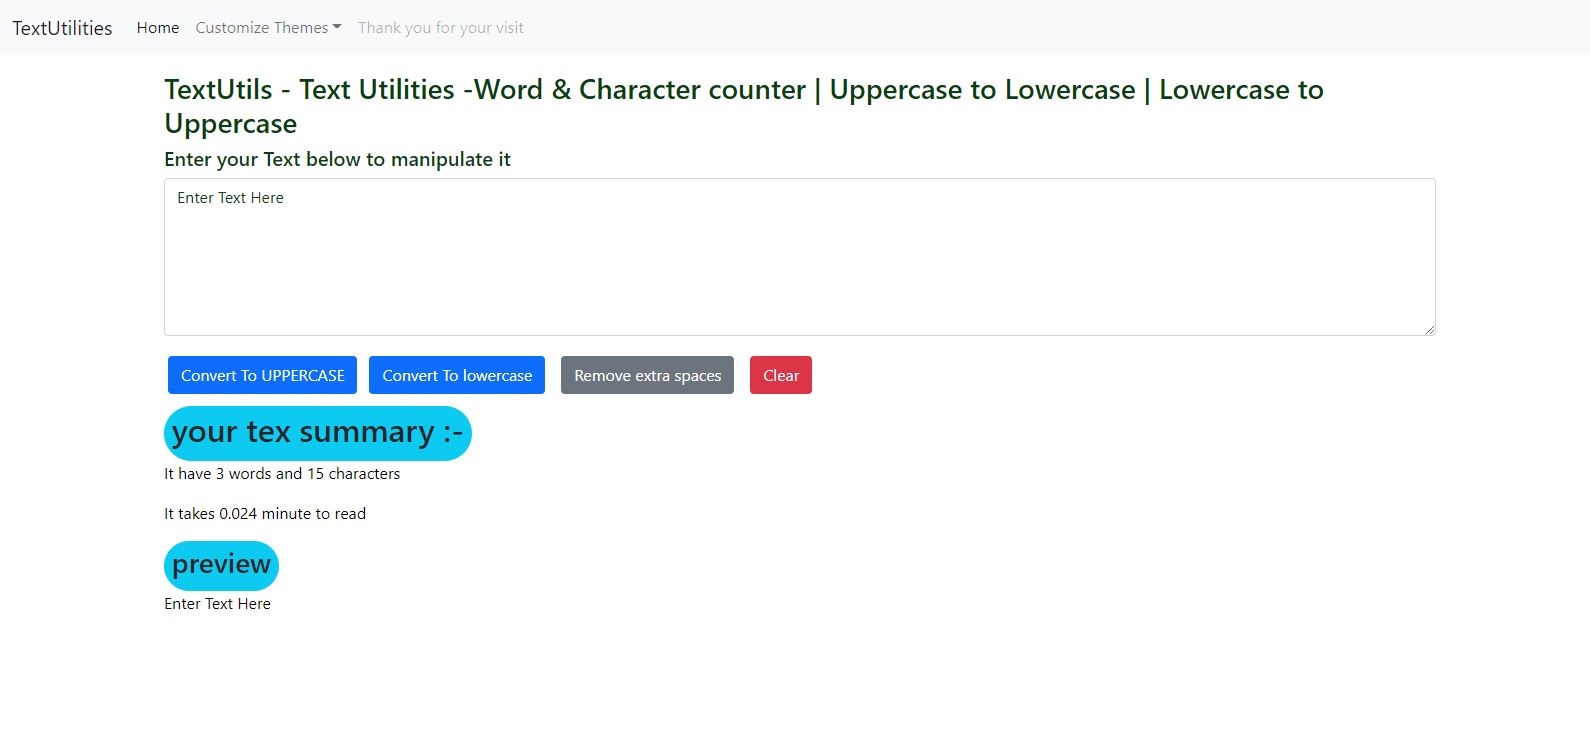 TextUtilities Home Customize Themes Thank you for your visit
TextUtils - Text Utilities -Word & Character counter | Uppercase to Lowercase | Lowercase to
Uppercase
Enter your Text below to manipulate it
Enter Text Here
Convert To UPPERCASE Convert To lowercase Remove extra spaces Clear
your tex summary :-
It have 3 words and 15 characters
It takes 0.024 minute to read
preview
Enter Text Here